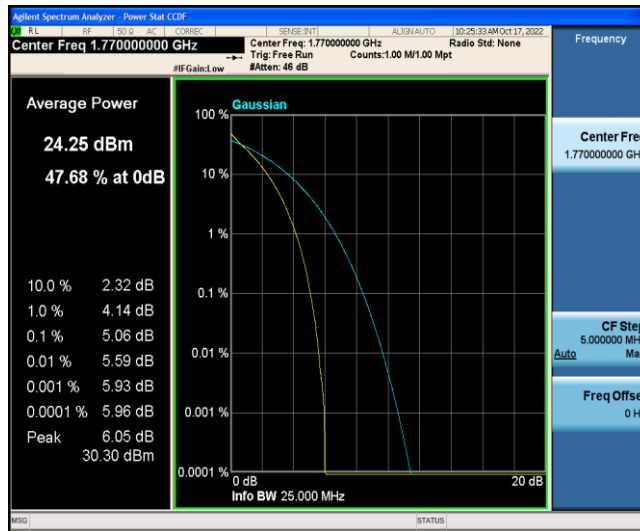 Agilent Spectrum Analyzer - Power Stat CCDF
RL RF 50 Ω AC CORREC SENSE:INT ALIGNAUTO 10:25:33 AM Oct 17, 2022
Center Freq 1.770000000 GHz
Center Freq: 1.770000000 GHz Radio Std: None
Trig: Free Run Counts:1.00 M/1.00 Mpt
#IFGain:Low #Atten: 46 dB
Frequency
Average Power
24.25 dBm
47.68 % at 0dB
10.0 % 2.32 dB
1.0 % 4.14 dB
0.1 % 5.06 dB
0.01 % 5.59 dB
0.001 % 5.93 dB
0.0001 % 5.96 dB
Peak 6.05 dB
30.30 dBm
Gaussian
100 %
10 %
1 %
0.1 %
0.01 %
0.001 %
0.0001 %
0 dB 20 dB
Info BW 25.000 MHz
Center Fre
1.770000000 GH
CF Step
5.000000 MH
Auto Ma
Freq Offse
0 H
MSG STATUS